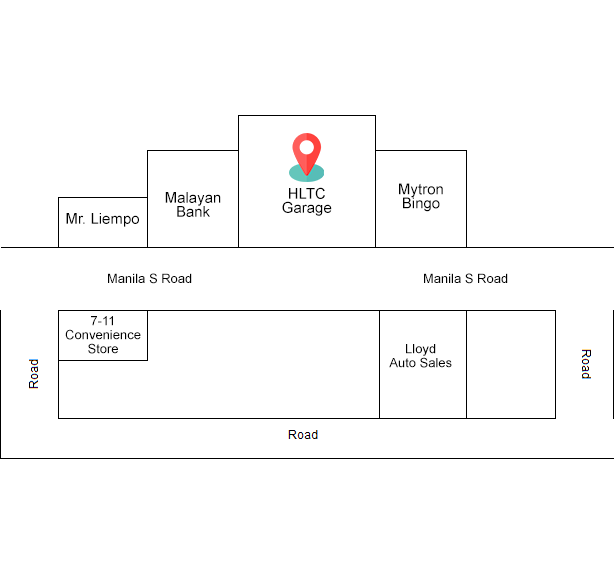 HLTC
Garage
Malayan
Bank
Mytron
Bingo
Mr. Liempo
Manila S Road
Manila S Road
7-11
Convenience
Store
Lloyd
Auto Sales
Road
Road
Road